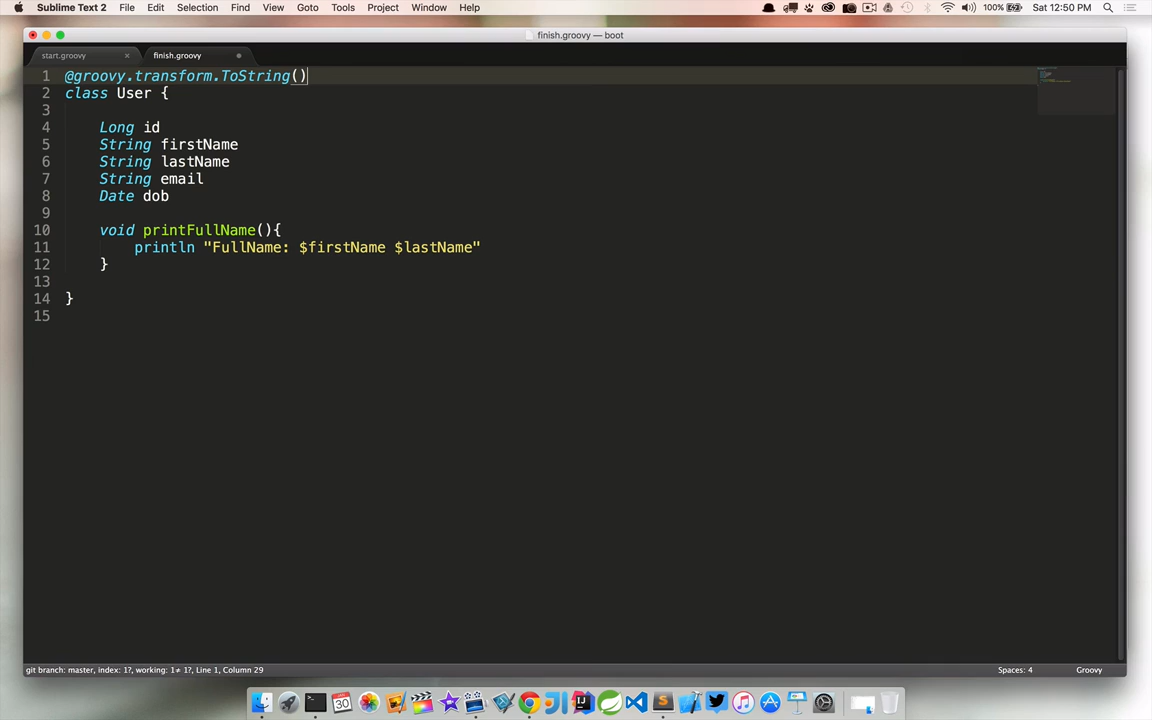 Sublime Text 2 File Edit Selection Find View Goto Tools Project Window Help 100% Sat 12:50 PM
finish.groovy — boot
start.groovy × finish.groovy
1 @groovy.transform.ToString()
2 class User {
3
4 Long id
5 String firstName
6 String lastName
7 String email
8 Date dob
9
10 void printFullName(){
11 println "FullName: $firstName $lastName"
12 }
13
14 }
15
git branch: master, index: 1?, working: 1≠ 1?, Line 1, Column 29 Spaces: 4 Groovy
30